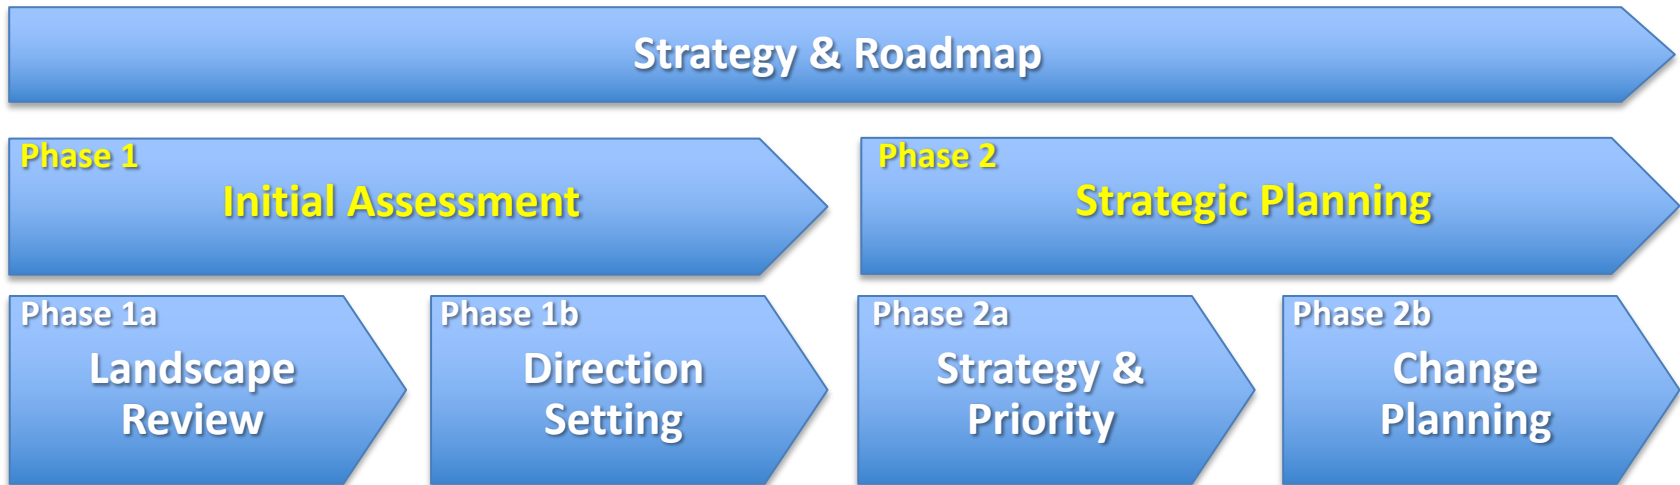 Strategy & Roadmap
Phase 1
Initial Assessment
Phase 2
Strategic Planning
Phase 1a
Landscape
Review
Phase 1b
Direction
Setting
Phase 2a
Strategy &
Priority
Phase 2b
Change
Planning